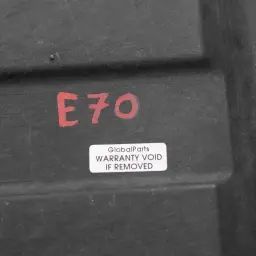 E70
GlobalParts
WARRANTY VOID
IF REMOVED